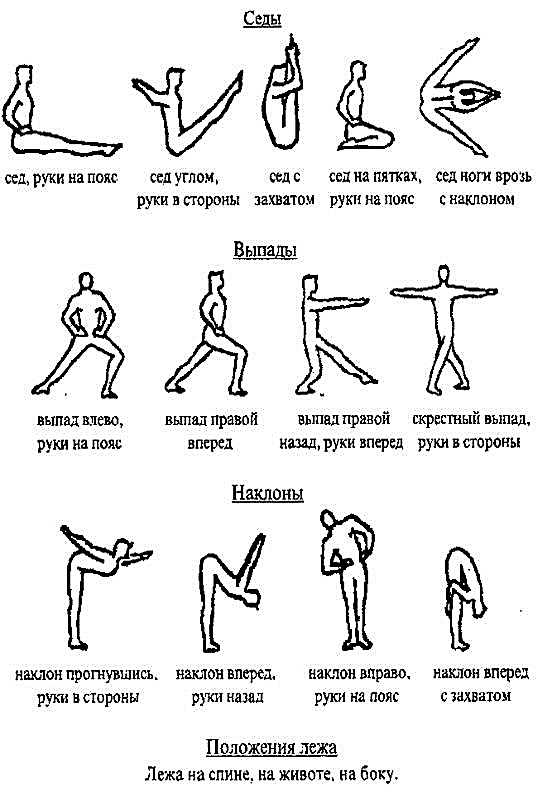 Седы
сед, руки на пояс
сед углом,
руки в стороны
сед с
захватом
сед на пятках,
руки на пояс
сед ноги врозь
с наклоном
Выпады
выпад влево,
руки на пояс
выпад правой
вперед
выпад правой
назад, руки вперед
скрестный выпад,
руки в стороны
Наклоны
наклон прогнувшись,
руки в стороны
наклон вперед,
руки назад
наклон вправо,
руки на пояс
наклон вперед
с захватом
Положения лежа
Лежа на спине, на животе, на боку.